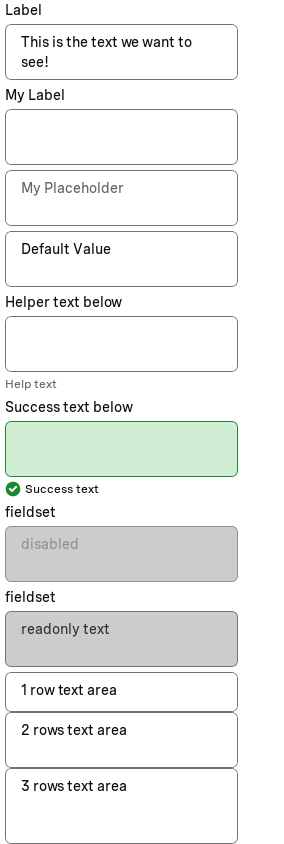 Label
This is the text we want to
see!
My Label
My Placeholder
Default Value
Helper text below
Help text
Success text below
Success text
fieldset
disabled
fieldset
readonly text
1 row text area
2 rows text area
3 rows text area